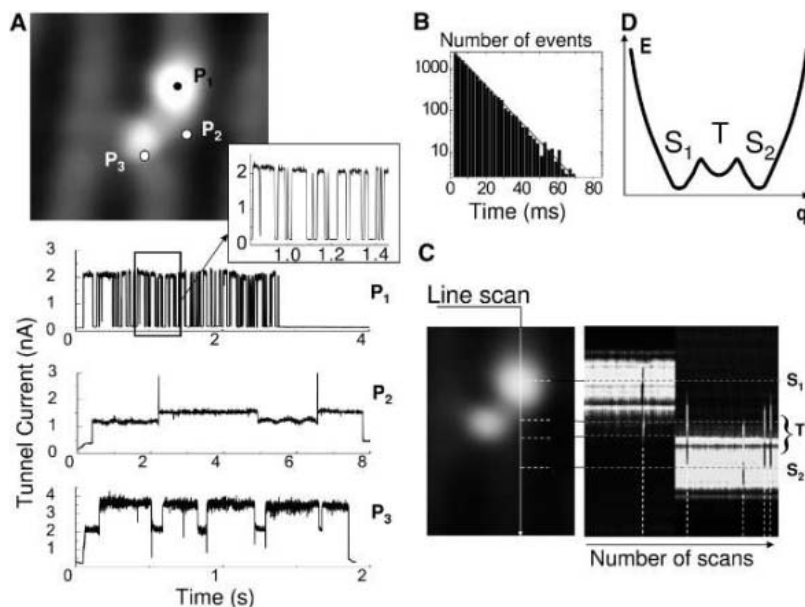 A
P₁
P₂
P₃
2
1
0
1.0 1.2 1.4
Tunnel Current (nA)
3
2
1
0
P₁
0 2 4
3
2
1
0
P₂
0 2 4 6 8
4
3
2
1
0
P₃
0 1 2
Time (s)
B
Number of events
1000
100
10
0 20 40 60 80
Time (ms)
D
E
S₁ T S₂
q
C
Line scan
S₁
T
S₂
Number of scans